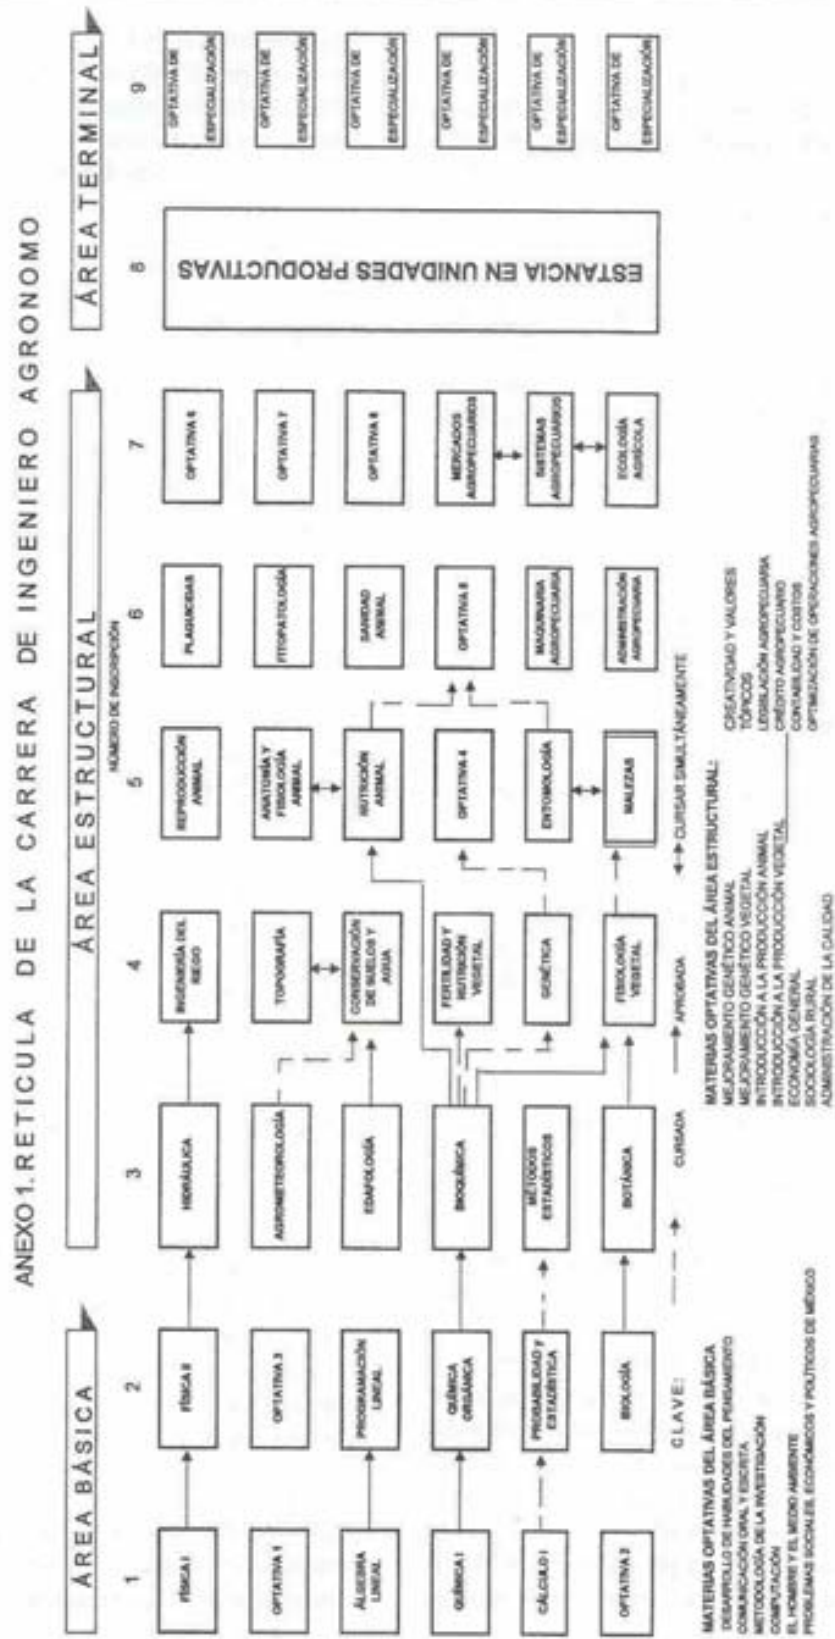 ANEXO 1. RETICULA DE LA CARRERA DE INGENIERO AGRONOMO
ÁREA BÁSICA
ÁREA ESTRUCTURAL
ÁREA TERMINAL
NÚMERO DE INSCRIPCIÓN
1
2
3
4
5
6
7
8
9
FÍSICA I
OPTATIVA 1
ÁLGEBRA
LINEAL
QUÍMICA I
CÁLCULO I
OPTATIVA 2
FÍSICA II
OPTATIVA 3
PROGRAMACIÓN
LINEAL
QUÍMICA
ORGÁNICA
PROBABILIDAD Y
ESTADÍSTICA
BIOLOGÍA
HIDRÁULICA
AGROMETEOROLOGÍA
EDAFOLOGÍA
BIOQUÍMICA
MÉTODOS
ESTADÍSTICOS
BOTÁNICA
INGENIERÍA DEL
RIEGO
TOPOGRAFÍA
CONSERVACIÓN
DE SUELOS Y
AGUA
FERTILIDAD Y
NUTRICIÓN
VEGETAL
GENÉTICA
FISIOLOGÍA
VEGETAL
REPRODUCCIÓN
ANIMAL
ANATOMÍA Y
FISIOLOGÍA
ANIMAL
NUTRICIÓN
ANIMAL
OPTATIVA 4
ENTOMOLOGÍA
MALEZAS
PLAGUICIDAS
FITOPATOLOGÍA
SANIDAD
ANIMAL
OPTATIVA 5
MAQUINARIA
AGROPECUARIA
ADMINISTRACIÓN
AGROPECUARIA
OPTATIVA 6
OPTATIVA 7
OPTATIVA 8
MERCADOS
AGROPECUARIOS
SISTEMAS
AGROPECUARIOS
ECOLOGÍA
AGRÍCOLA
ESTANCIA EN UNIDADES PRODUCTIVAS
OPTATIVA DE
ESPECIALIZACIÓN
OPTATIVA DE
ESPECIALIZACIÓN
OPTATIVA DE
ESPECIALIZACIÓN
OPTATIVA DE
ESPECIALIZACIÓN
OPTATIVA DE
ESPECIALIZACIÓN
OPTATIVA DE
ESPECIALIZACIÓN
CLAVE:
CURSADA
APROBADA
CURSAR SIMULTÁNEAMENTE
MATERIAS OPTATIVAS DEL ÁREA BÁSICA
DESARROLLO DE HABILIDADES DEL PENSAMIENTO
COMUNICACIÓN ORAL Y ESCRITA
METODOLOGÍA DE LA INVESTIGACIÓN
COMPUTACIÓN
EL HOMBRE Y EL MEDIO AMBIENTE
PROBLEMAS SOCIALES, ECONÓMICOS Y POLÍTICOS DE MÉXICO
MATERIAS OPTATIVAS DEL ÁREA ESTRUCTURAL:
MEJORAMIENTO GENÉTICO ANIMAL
MEJORAMIENTO GENÉTICO VEGETAL
INTRODUCCIÓN A LA PRODUCCIÓN ANIMAL
INTRODUCCIÓN A LA PRODUCCIÓN VEGETAL
ECONOMÍA GENERAL
SOCIOLOGÍA RURAL
ADMINISTRACIÓN DE LA CALIDAD
CREATIVIDAD Y VALORES
TÓPICOS
LEGISLACIÓN AGROPECUARIA
CRÉDITO AGROPECUARIO
CONTABILIDAD Y COSTOS
OPTIMIZACIÓN DE OPERACIONES AGROPECUARIAS